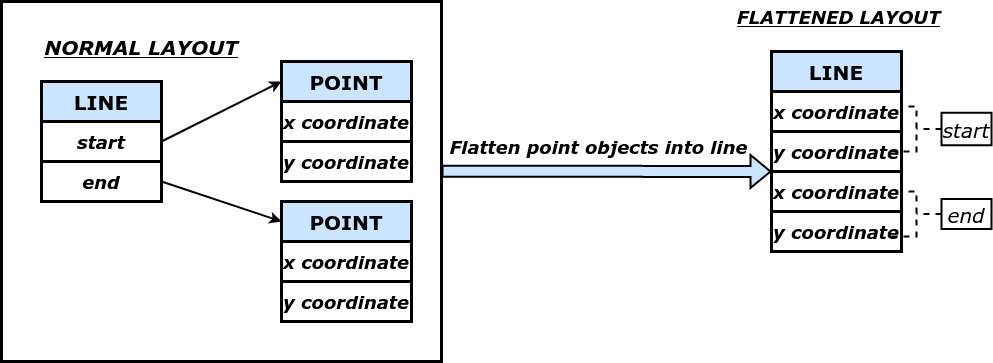 NORMAL LAYOUT
LINE
start
end
POINT
x coordinate
y coordinate
POINT
x coordinate
y coordinate
Flatten point objects into line
FLATTENED LAYOUT
LINE
x coordinate
y coordinate
x coordinate
y coordinate
start
end